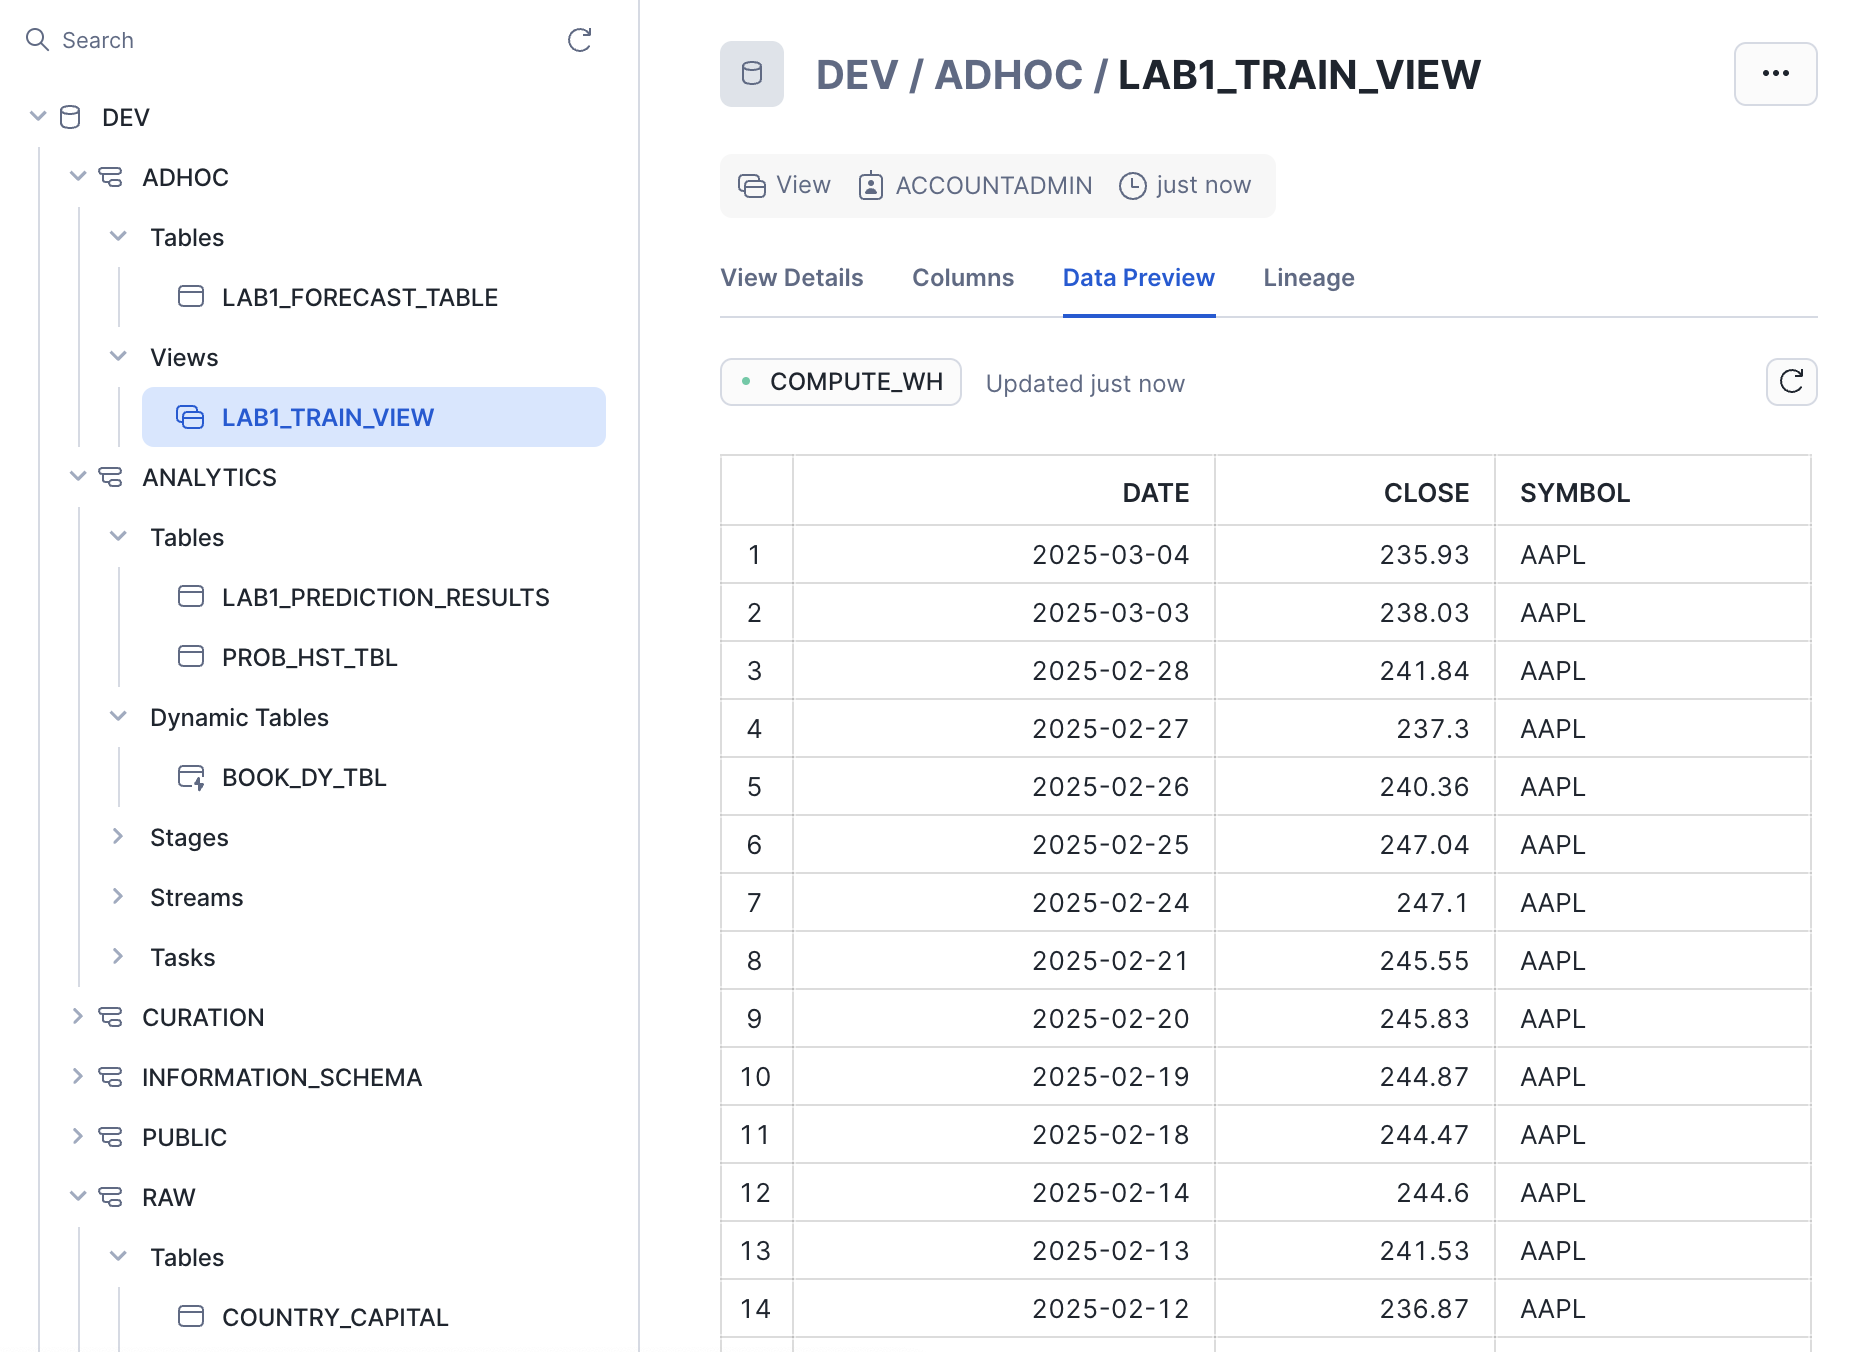 Search
DEV
ADHOC
Tables
LAB1_FORECAST_TABLE
Views
LAB1_TRAIN_VIEW
ANALYTICS
Tables
LAB1_PREDICTION_RESULTS
PROB_HST_TBL
Dynamic Tables
BOOK_DY_TBL
Stages
Streams
Tasks
CURATION
INFORMATION_SCHEMA
PUBLIC
RAW
Tables
COUNTRY_CAPITAL
DEV / ADHOC / LAB1_TRAIN_VIEW
View ACCOUNTADMIN just now
View Details Columns Data Preview Lineage
COMPUTE_WH Updated just now
DATE CLOSE SYMBOL
1 2025-03-04 235.93 AAPL
2 2025-03-03 238.03 AAPL
3 2025-02-28 241.84 AAPL
4 2025-02-27 237.3 AAPL
5 2025-02-26 240.36 AAPL
6 2025-02-25 247.04 AAPL
7 2025-02-24 247.1 AAPL
8 2025-02-21 245.55 AAPL
9 2025-02-20 245.83 AAPL
10 2025-02-19 244.87 AAPL
11 2025-02-18 244.47 AAPL
12 2025-02-14 244.6 AAPL
13 2025-02-13 241.53 AAPL
14 2025-02-12 236.87 AAPL